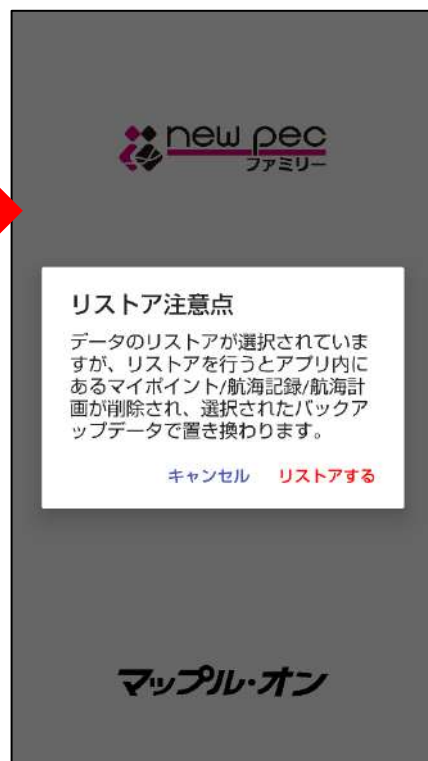 new pec
ファミリー
リストア注意点
データのリストアが選択されていま
すが、リストアを行うとアプリ内に
あるマイポイント/航海記録/航海計
画が削除され、選択されたバックア
ップデータで置き換わります。
キャンセル リストアする
マップル・オン